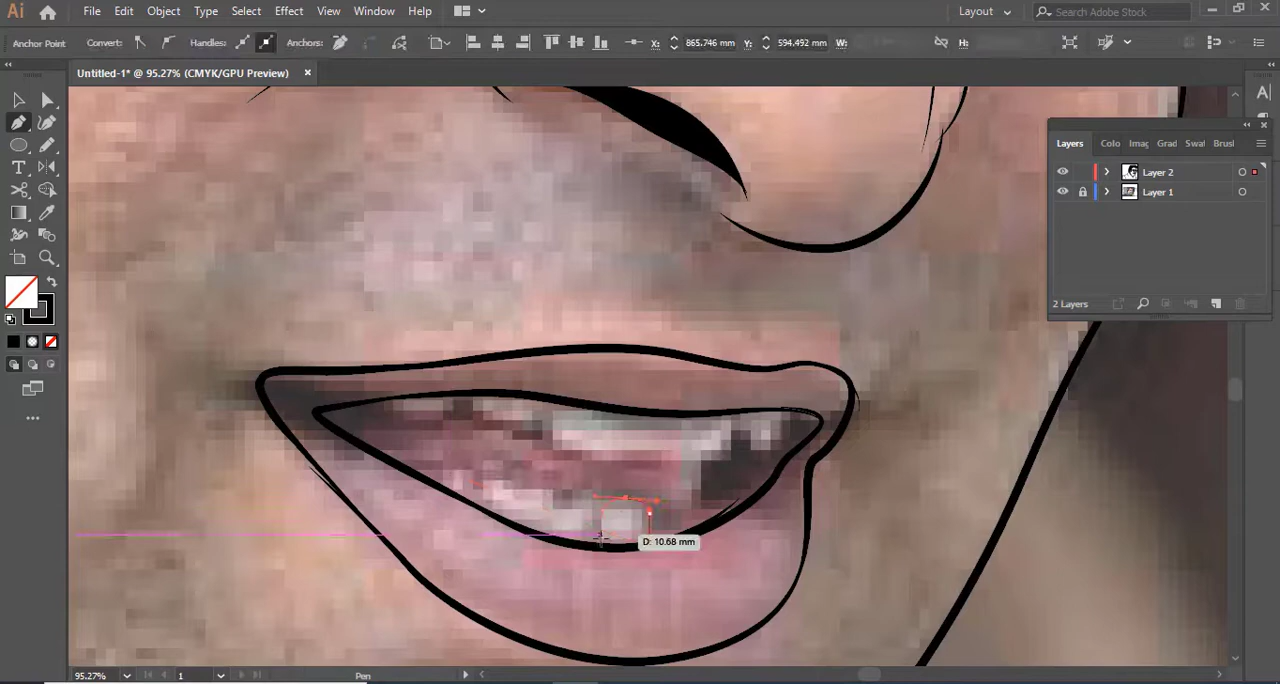 Ai File Edit Object Type Select Effect View Window Help Layout Search Adobe Stock
Anchor Point Convert: Handles: Anchors: X: 865.746 mm Y: 594.492 mm W: H:
Untitled-1* @ 95.27% (CMYK/GPU Preview) ×
Layers Colo Imag Grad Swat Brush
Layer 2
Layer 1
2 Layers
D: 10.68 mm
95.27% 1 Pen